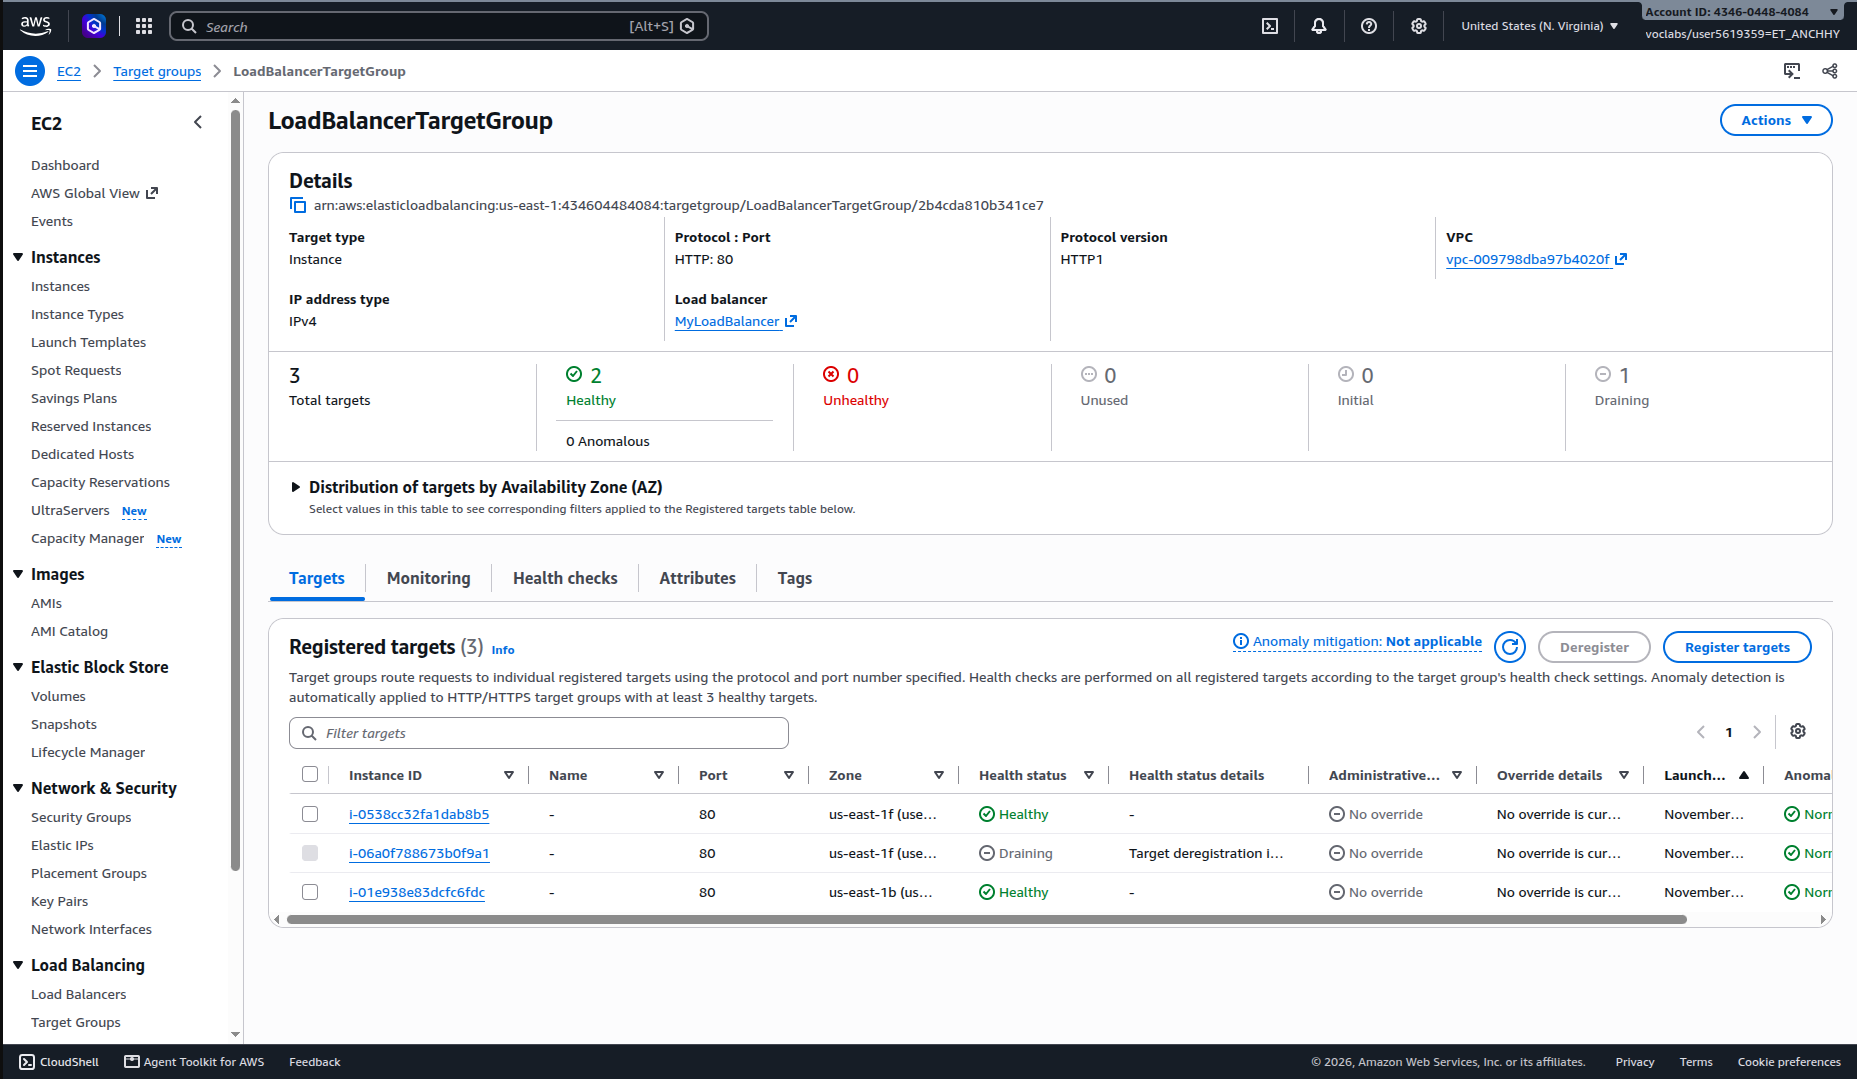 aws
Search
[Alt+S]
United States (N. Virginia)
Account ID: 4346-0448-4084
voclabs/user5619359=ET_ANCHHY
EC2
Target groups
LoadBalancerTargetGroup
EC2
Dashboard
AWS Global View
Events
Instances
Instances
Instance Types
Launch Templates
Spot Requests
Savings Plans
Reserved Instances
Dedicated Hosts
Capacity Reservations
UltraServers New
Capacity Manager New
Images
AMIs
AMI Catalog
Elastic Block Store
Volumes
Snapshots
Lifecycle Manager
Network & Security
Security Groups
Elastic IPs
Placement Groups
Key Pairs
Network Interfaces
Load Balancing
Load Balancers
Target Groups
LoadBalancerTargetGroup
Actions
Details
arn:aws:elasticloadbalancing:us-east-1:434604484084:targetgroup/LoadBalancerTargetGroup/2b4cda810b341ce7
Target type
Instance
Protocol : Port
HTTP: 80
Protocol version
HTTP1
VPC
vpc-009798dba97b4020f
IP address type
IPv4
Load balancer
MyLoadBalancer
3
Total targets
2
Healthy
0 Anomalous
0
Unhealthy
0
Unused
0
Initial
1
Draining
Distribution of targets by Availability Zone (AZ)
Select values in this table to see corresponding filters applied to the Registered targets table below.
Targets
Monitoring
Health checks
Attributes
Tags
Registered targets (3) Info
Anomaly mitigation: Not applicable
Deregister
Register targets
Target groups route requests to individual registered targets using the protocol and port number specified. Health checks are performed on all registered targets according to the target group's health check settings. Anomaly detection is
automatically applied to HTTP/HTTPS target groups with at least 3 healthy targets.
Filter targets
1
Instance ID Name Port Zone Health status Health status details Administrative... Override details Launch... Anoma
i-0538cc32fa1dab8b5 - 80 us-east-1f (use... Healthy - No override No override is cur... November... Norr
i-06a0f788673b0f9a1 - 80 us-east-1f (use... Draining Target deregistration i... No override No override is cur... November... Norr
i-01e938e83dcfc6fdc - 80 us-east-1b (us... Healthy - No override No override is cur... November... Norr
CloudShell
Agent Toolkit for AWS
Feedback
© 2026, Amazon Web Services, Inc. or its affiliates.
Privacy
Terms
Cookie preferences